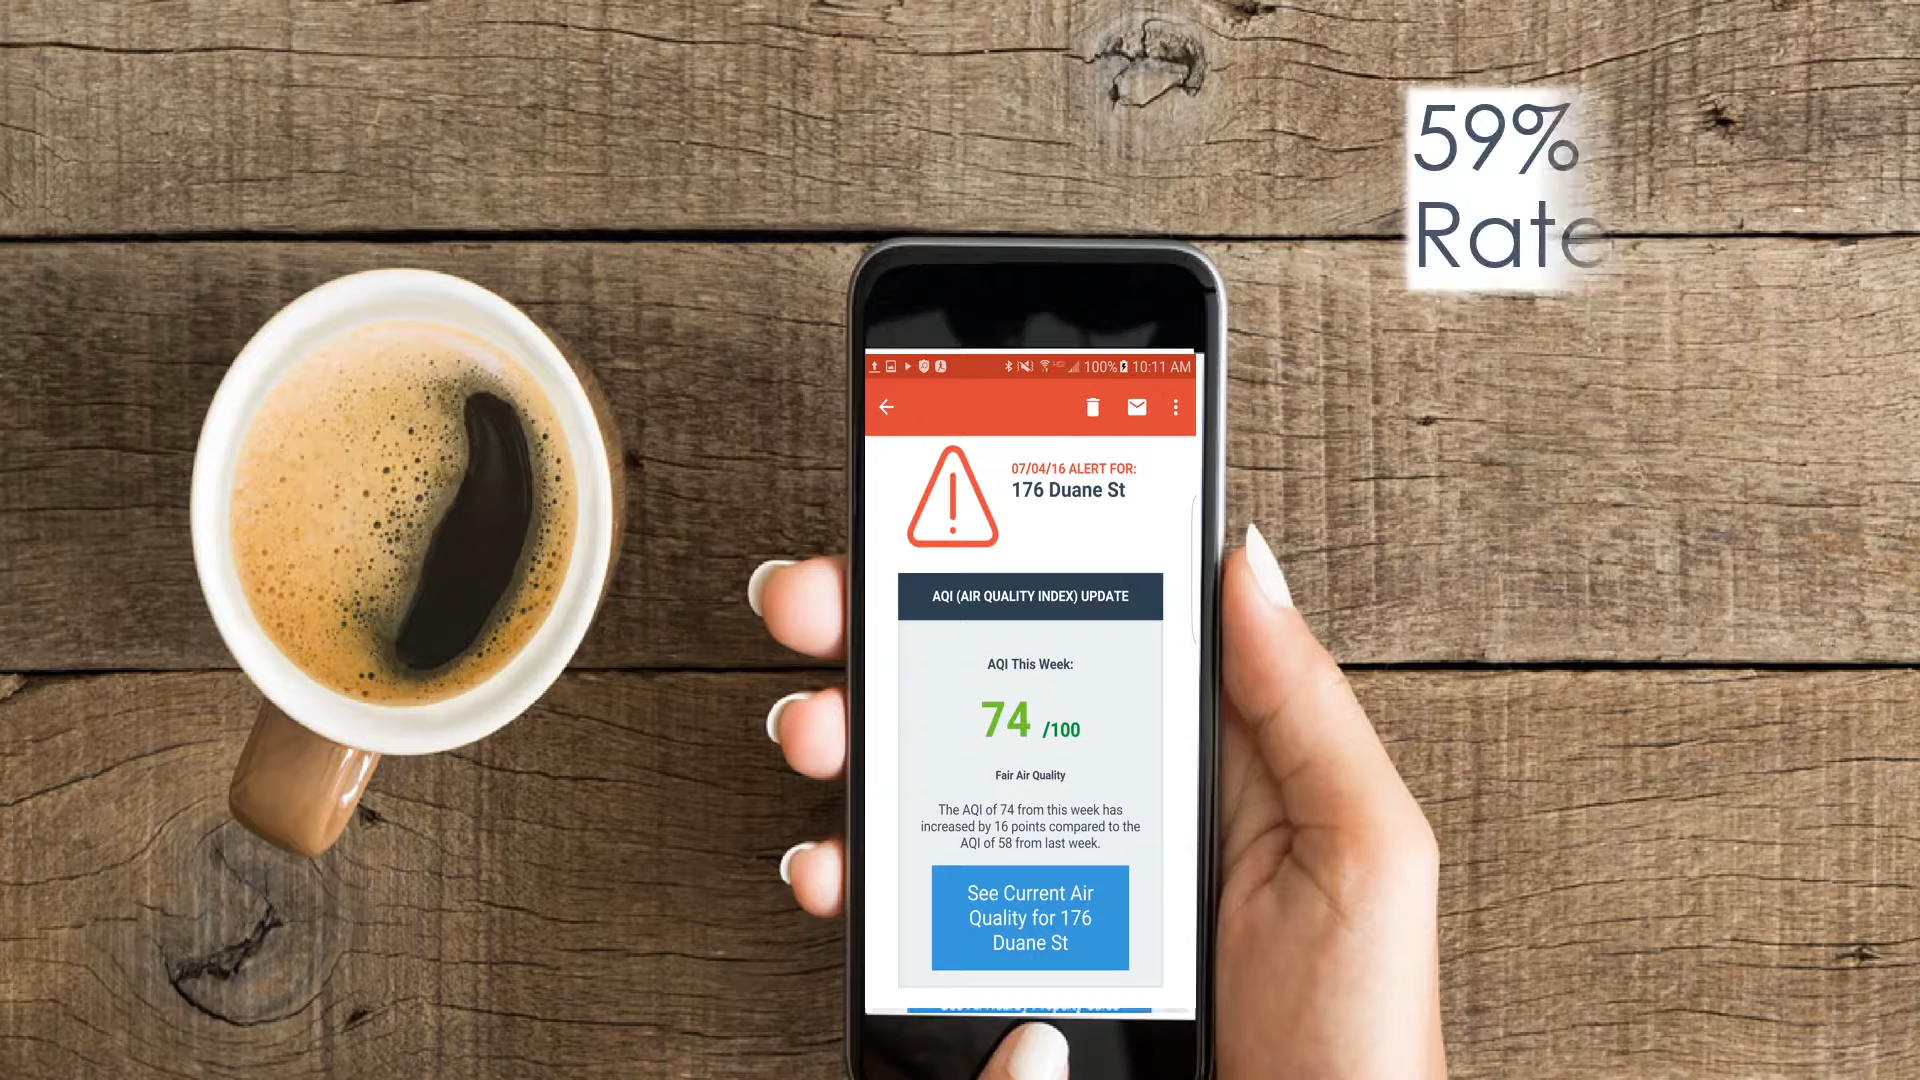 59%
Rate
100% 10:11 AM
07/04/16 ALERT FOR:
176 Duane St
AQI (AIR QUALITY INDEX) UPDATE
AQI This Week:
74 /100
Fair Air Quality
The AQI of 74 from this week has
increased by 16 points compared to the
AQI of 58 from last week.
See Current Air
Quality for 176
Duane St